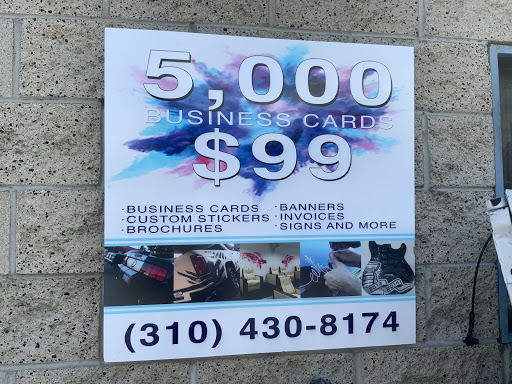 5,000
BUSINESS CARDS
$99
·BUSINESS CARDS ·BANNERS
·CUSTOM STICKERS ·INVOICES
·BROCHURES ·SIGNS AND MORE
(310) 430-8174